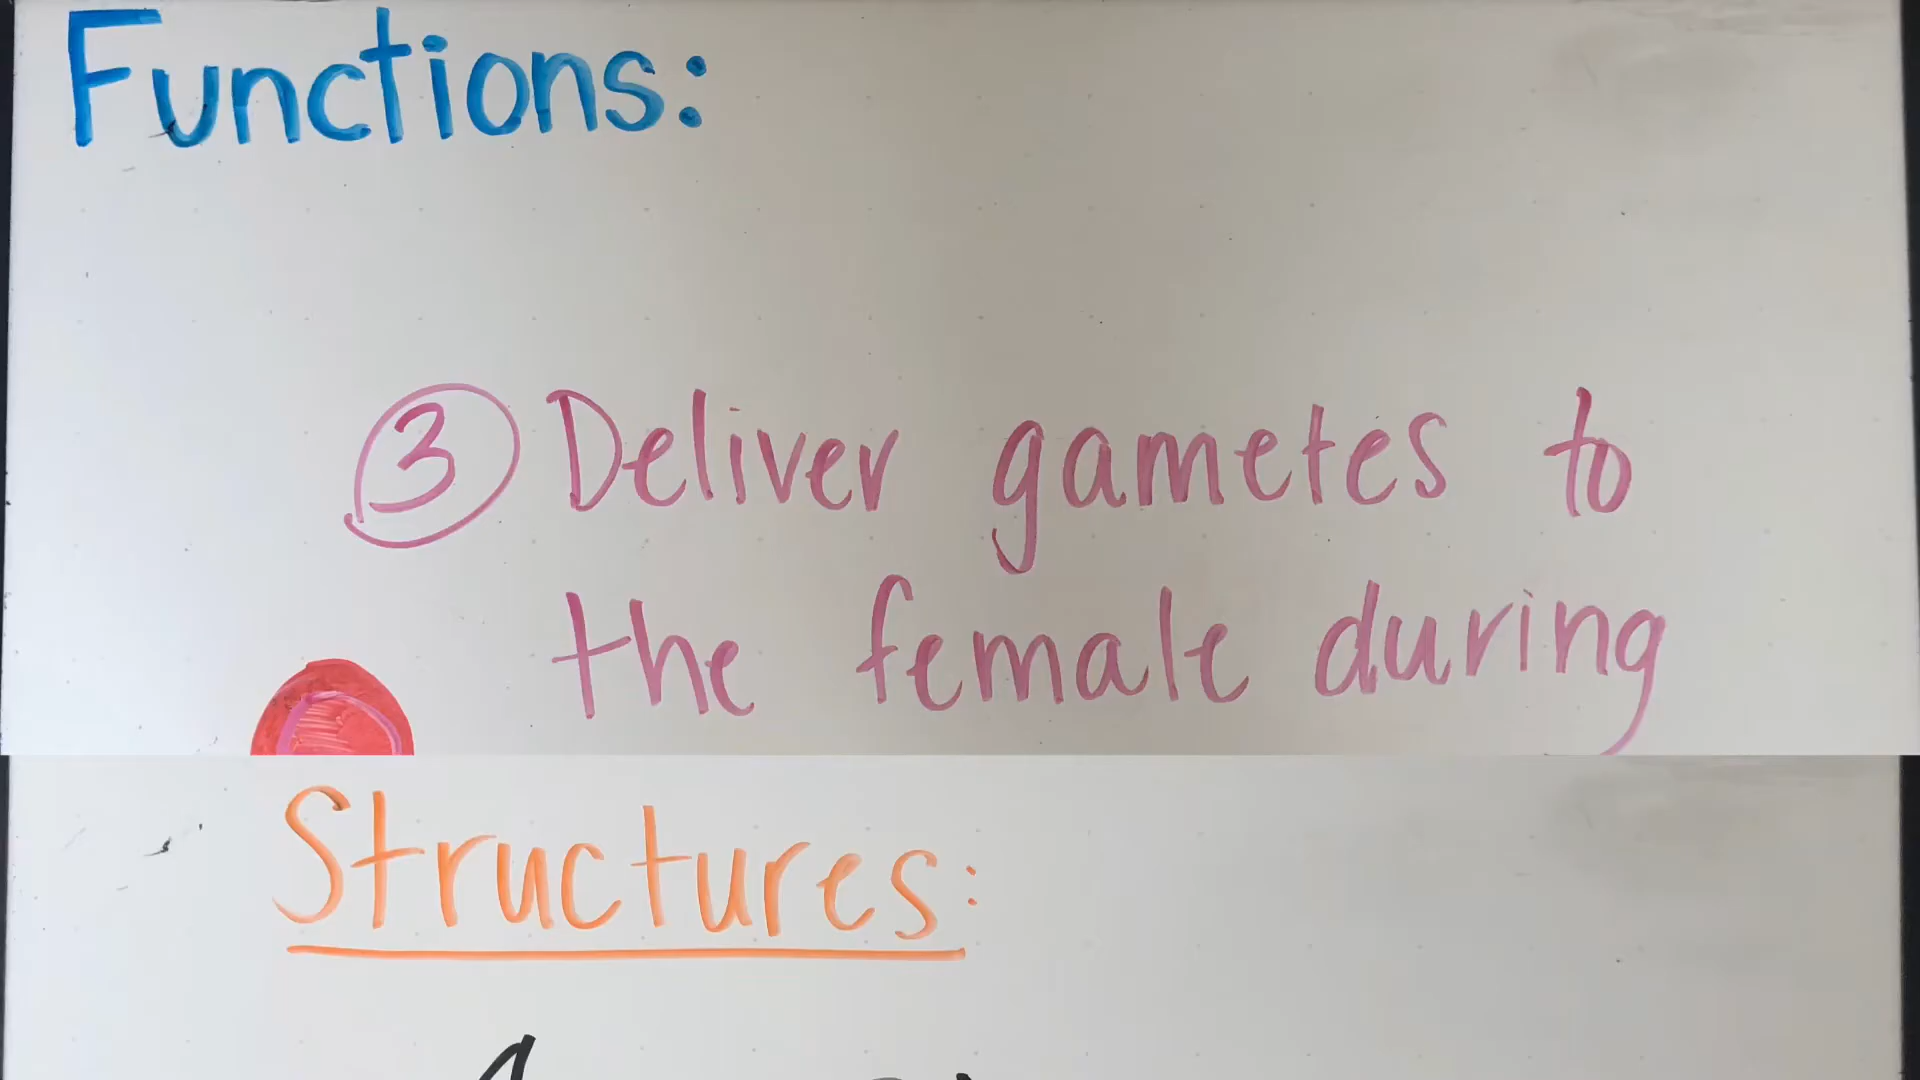 Functions:
③ Deliver gametes to
the female during
Structures: